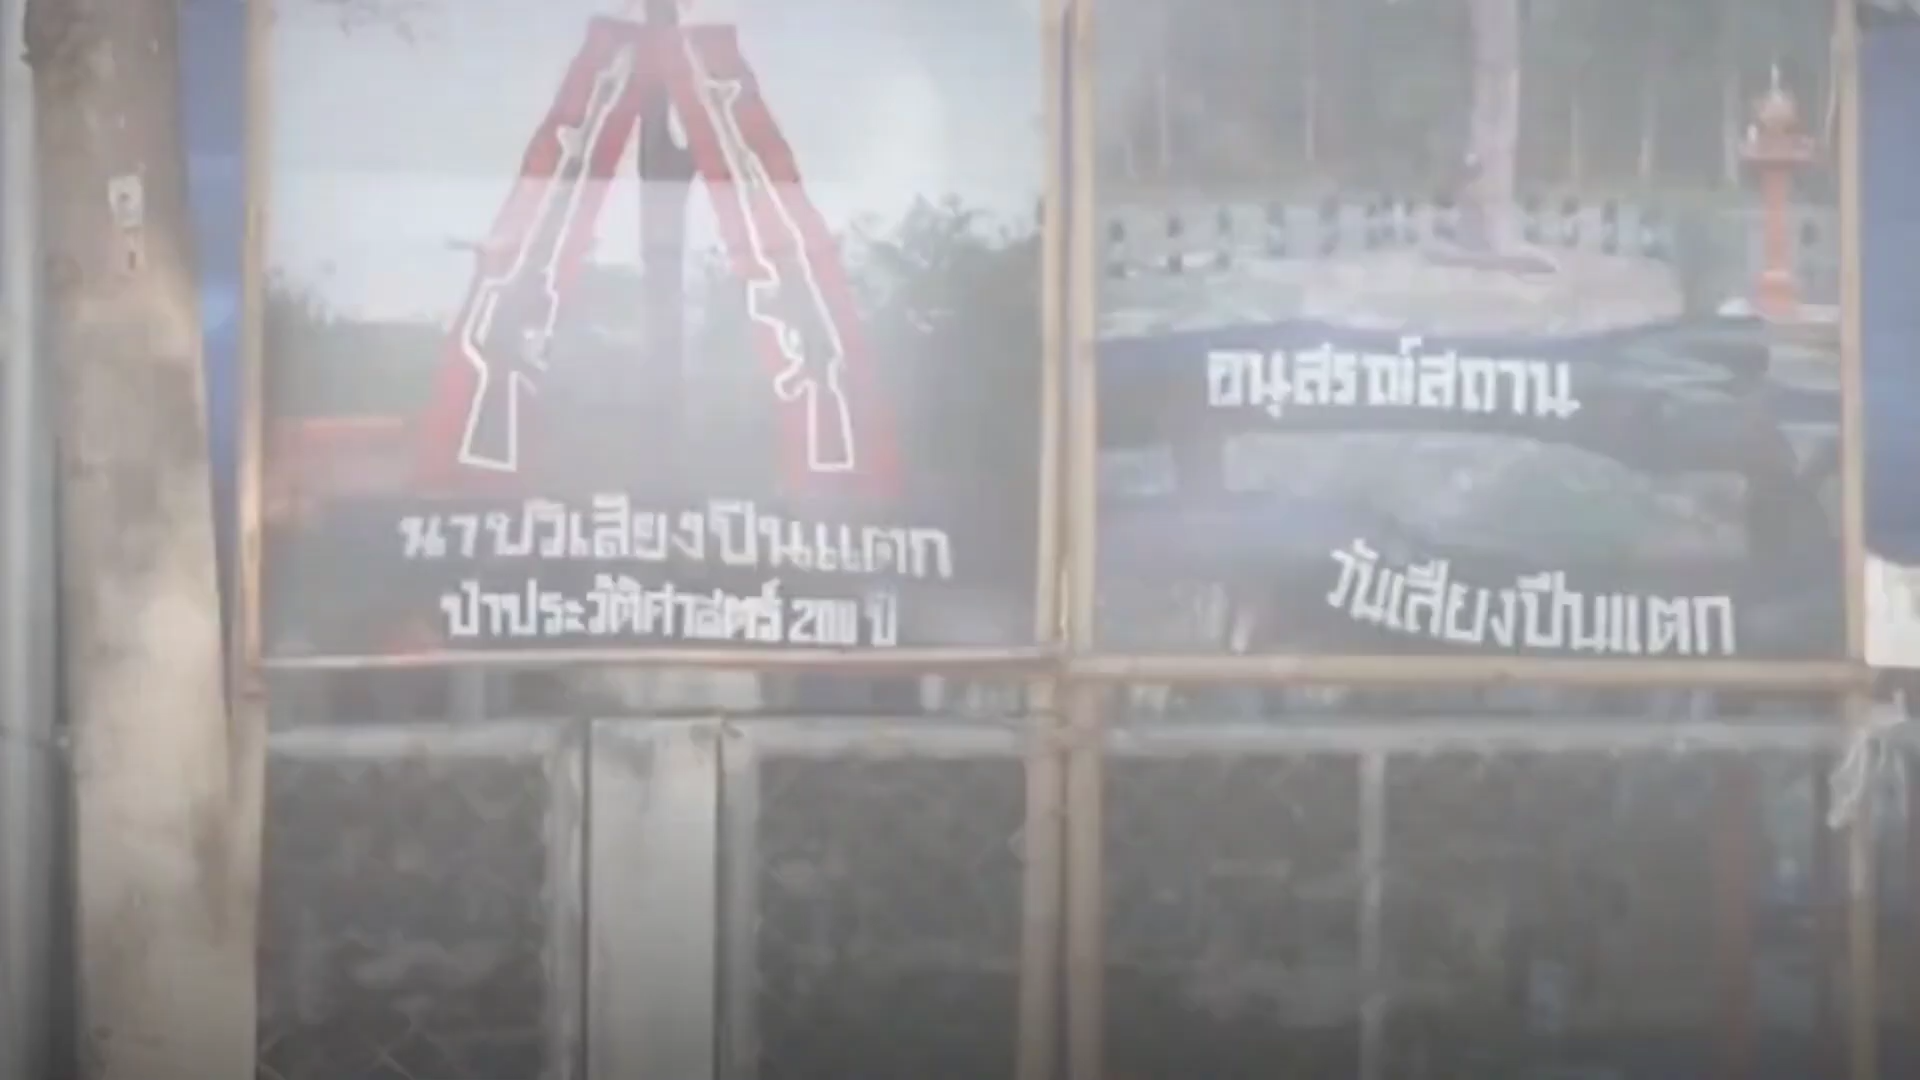 นาบัวเสียงปืนแตก
ป่าประวัติศาสตร์ 200 ปี
อนุสรณ์สถาน
วันเสียงปืนแตก